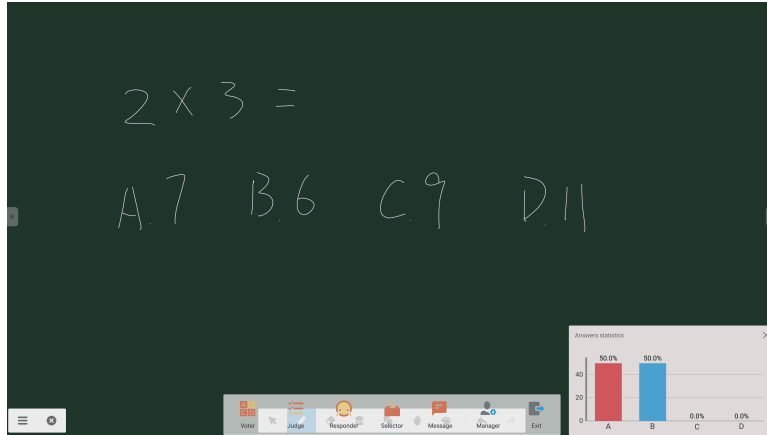 2 × 3 =
A.7 B.6 C.9 D.11
Answers statistics
50.0% 50.0% 0.0% 0.0%
40
20
0
A B C D
Voter Judge Responder Selector Message Manager Exit